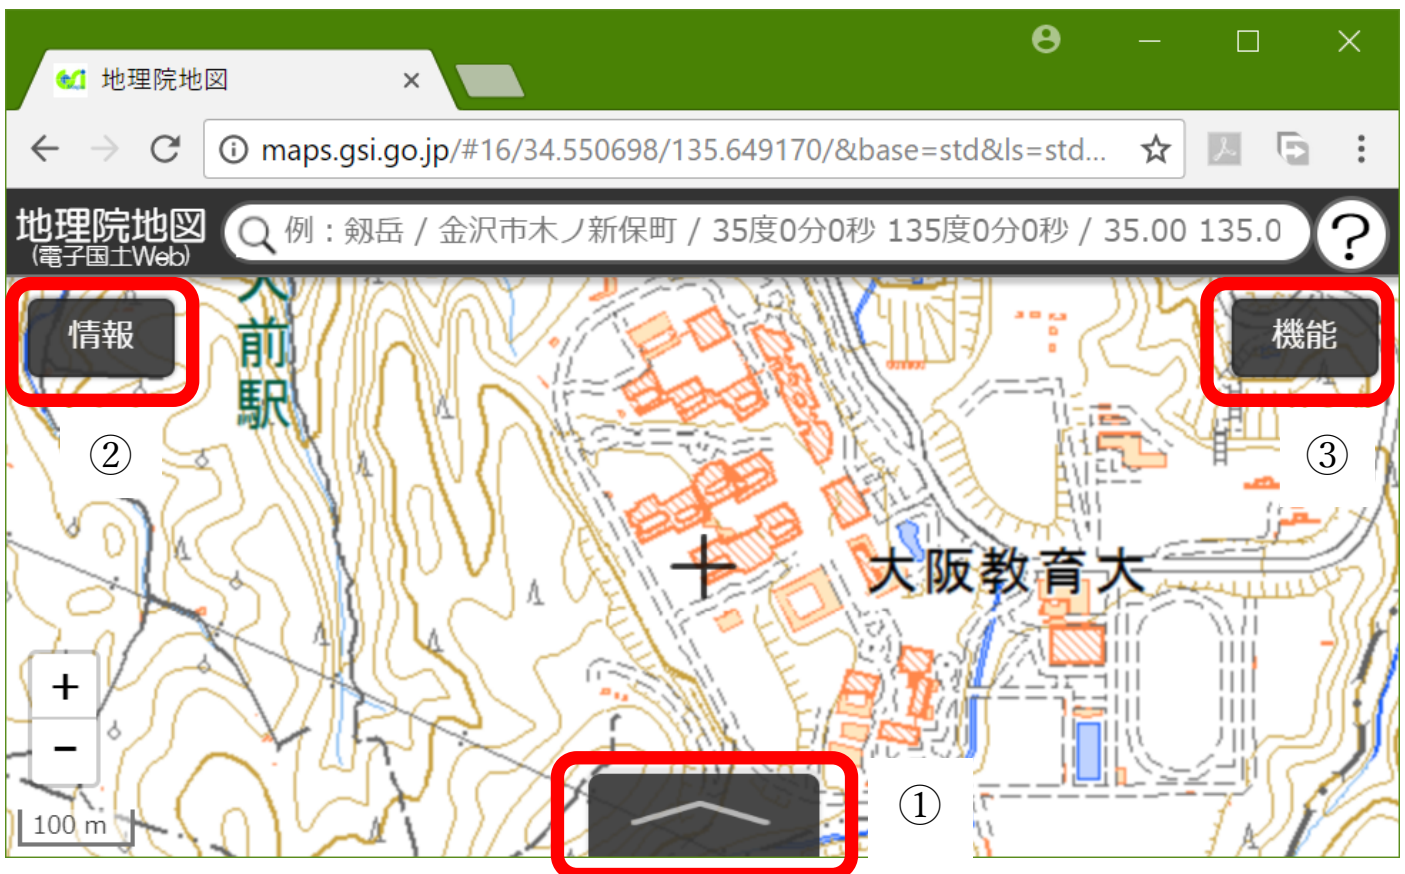 地理院地図
maps.gsi.go.jp/#16/34.550698/135.649170/&base=std&ls=std...
地理院地図
(電子国土Web)
例：剱岳 / 金沢市木ノ新保町 / 35度0分0秒 135度0分0秒 / 35.00 135.0
?
情報
前駅
機能
②
③
大阪教育大
+
-
①
100 m